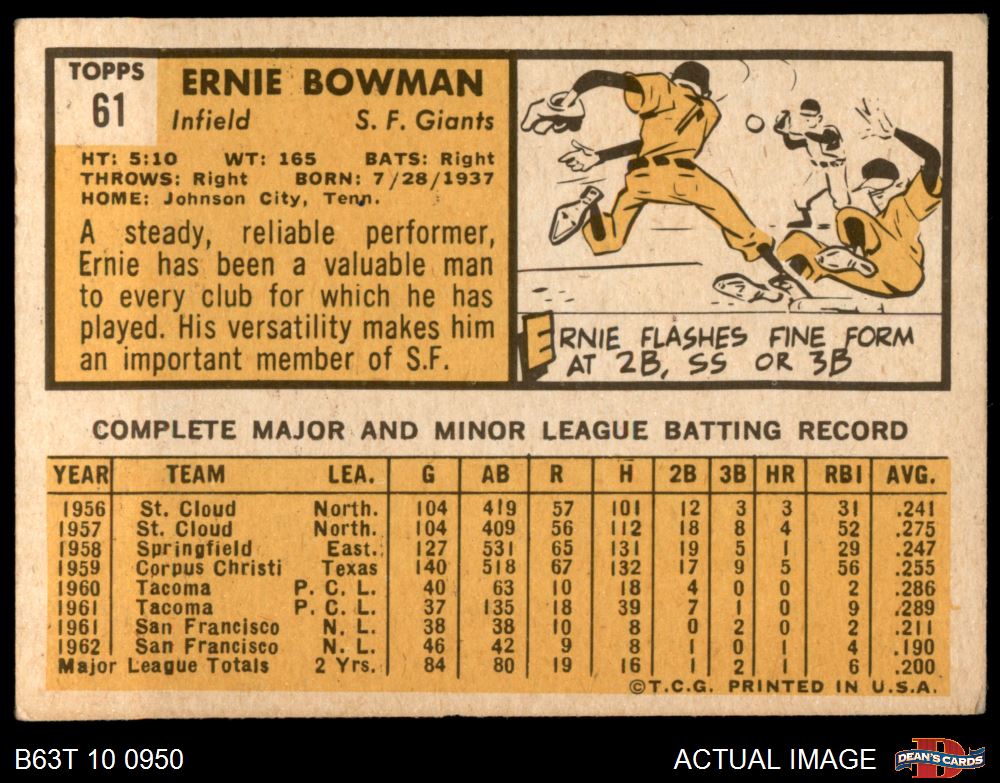 TOPPS
61
ERNIE BOWMAN
Infield S. F. Giants
HT: 5:10 WT: 165 BATS: Right
THROWS: Right BORN: 7/28/1937
HOME: Johnson City, Tenn.
A steady, reliable performer,
Ernie has been a valuable man
to every club for which he has
played. His versatility makes him
an important member of S.F.
ERNIE FLASHES FINE FORM
AT 2B, SS OR 3B
COMPLETE MAJOR AND MINOR LEAGUE BATTING RECORD
YEAR TEAM LEA. G AB R H 2B 3B HR RBI AVG.
1956 St. Cloud North. 104 419 57 101 12 3 3 31 .241
1957 St. Cloud North. 104 409 56 112 18 8 4 52 .275
1958 Springfield East. 127 531 65 131 19 5 1 29 .247
1959 Corpus Christi Texas 140 518 67 132 17 9 5 56 .255
1960 Tacoma P. C. L. 40 63 10 18 4 0 0 2 .286
1961 Tacoma P. C. L. 37 135 18 39 7 1 0 9 .289
1961 San Francisco N. L. 38 38 10 8 0 2 0 2 .211
1962 San Francisco N. L. 46 42 9 8 1 0 1 4 .190
Major League Totals 2 Yrs. 84 80 19 16 1 2 1 6 .200
©T.C.G. PRINTED IN U.S.A.
B63T 10 0950 ACTUAL IMAGE
DEAN'S CARDS